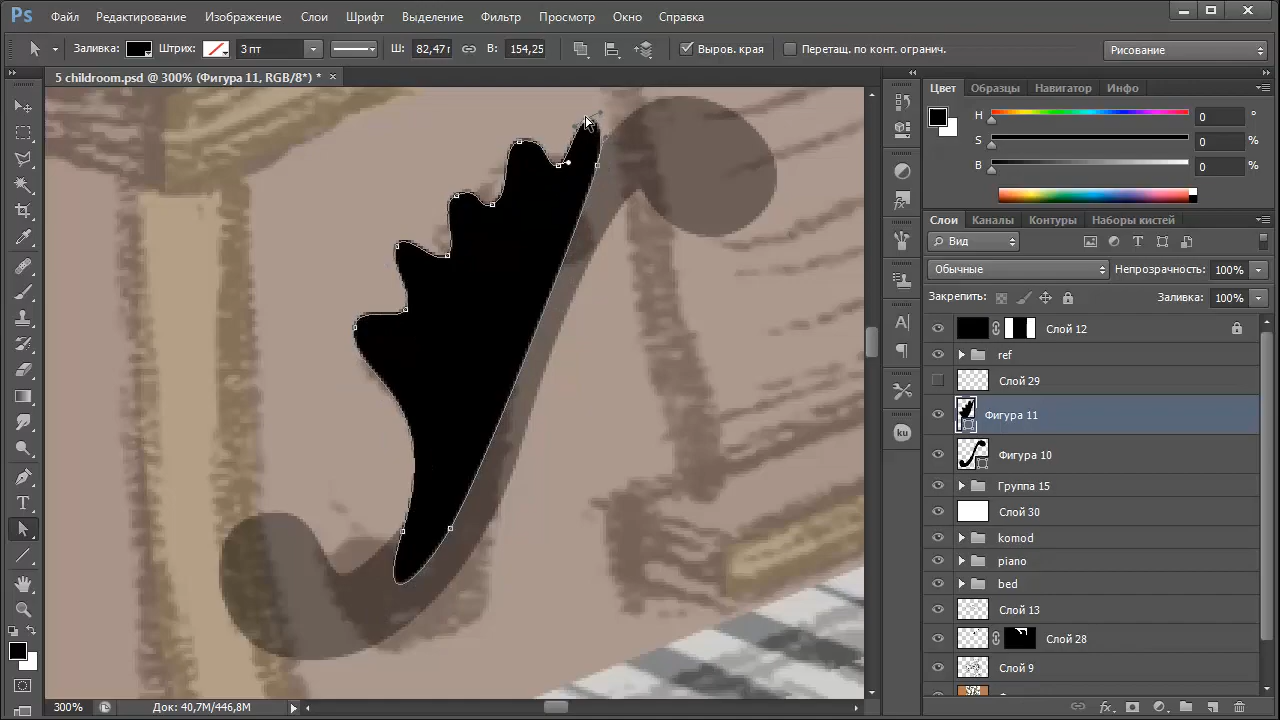 Ps Файл Редактирование Изображение Слои Шрифт Выделение Фильтр Просмотр Окно Справка
Заливка: Штрих: 3 пт Ш: 82,47г В: 154,25 Выров. края Перетащ. по конт. огранич. Рисование
5 childroom.psd @ 300% (Фигура 11, RGB/8*) *
Цвет Образцы Навигатор Инфо
H 0 °
S 0 %
B 0 %
Слои Каналы Контуры Наборы кистей
Вид
Обычные Непрозрачность: 100%
Закрепить: Заливка: 100%
Слой 12
ref
Слой 29
Фигура 11
Фигура 10
Группа 15
Слой 30
komod
piano
bed
Слой 13
Слой 28
Слой 9
ku
300% Док: 40,7M/446,8M